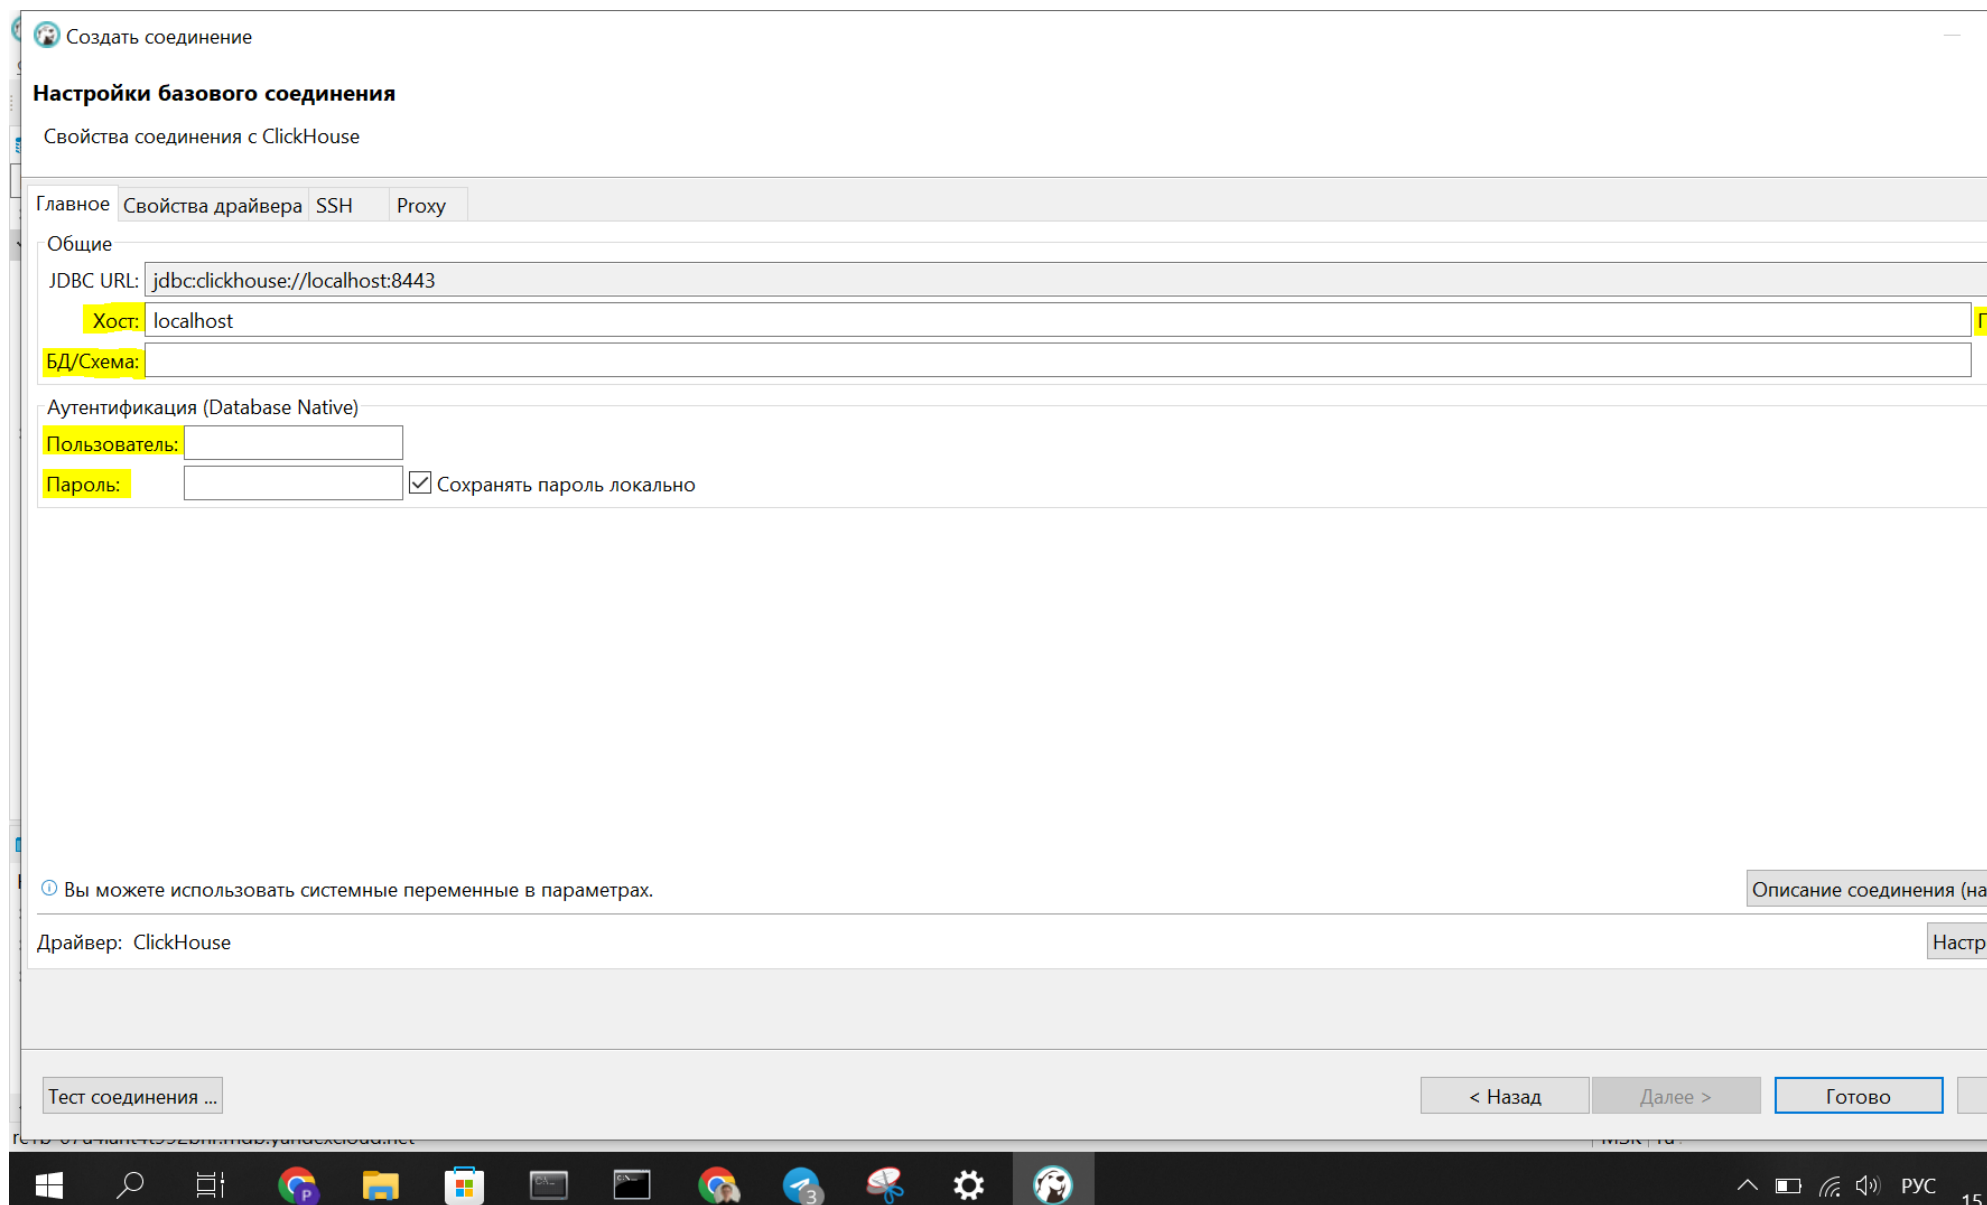 Создать соединение
Настройки базового соединения
Свойства соединения с ClickHouse
Главное Свойства драйвера SSH Proxy
Общие
JDBC URL: jdbc:clickhouse://localhost:8443
Хост: localhost
БД/Схема:
Аутентификация (Database Native)
Пользователь:
Пароль: Сохранять пароль локально
Вы можете использовать системные переменные в параметрах.
Описание соединения (на
Драйвер: ClickHouse
Настр
Тест соединения ...
< Назад Далее > Готово
P 3 РУС 15